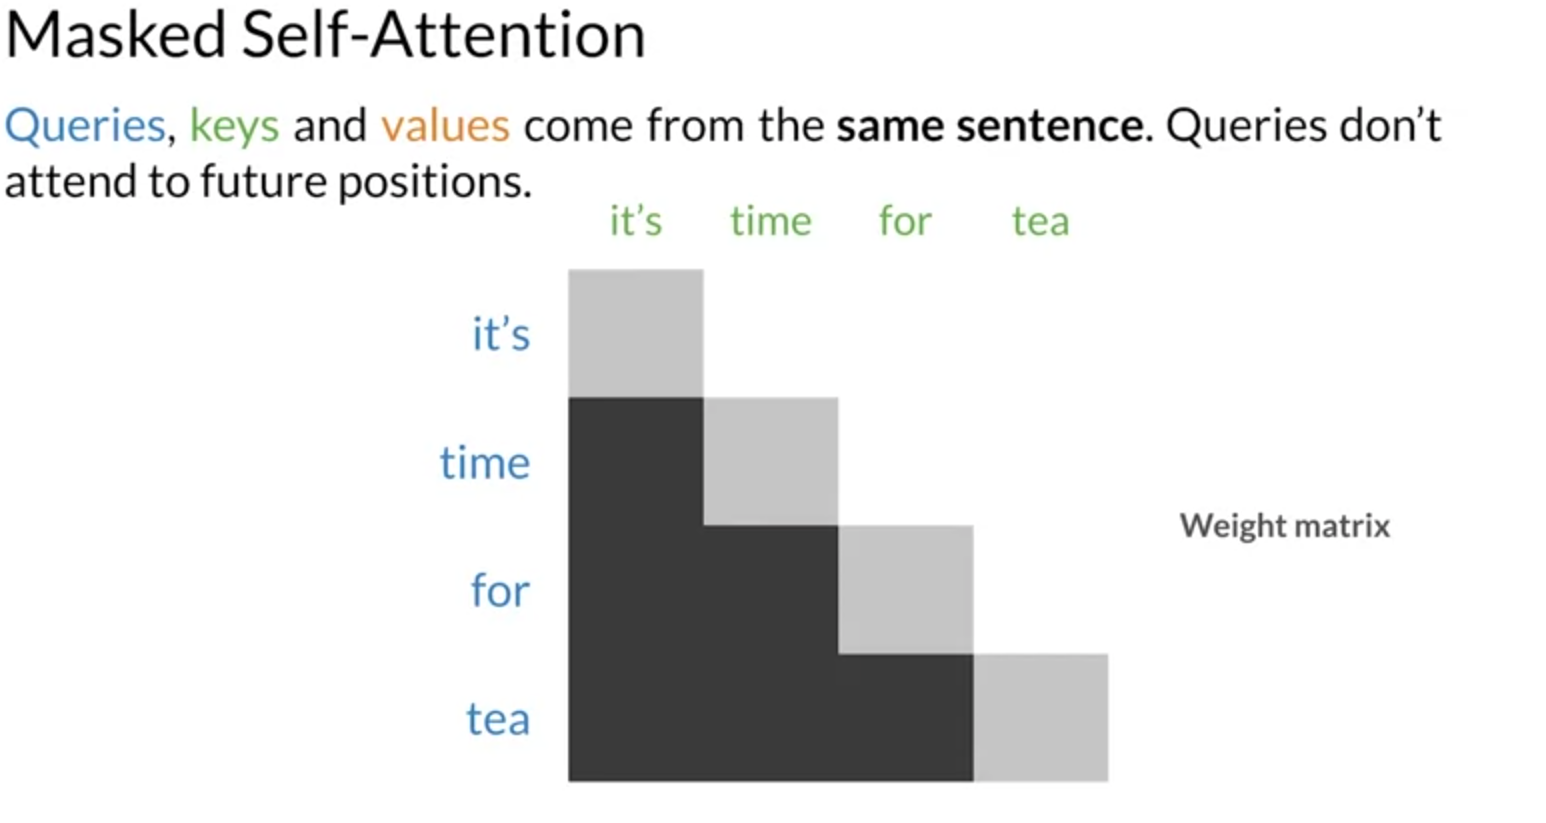 Masked Self-Attention
Queries, keys and values come from the same sentence. Queries don’t
attend to future positions.
it’s time for tea
it’s
time
for
tea
Weight matrix